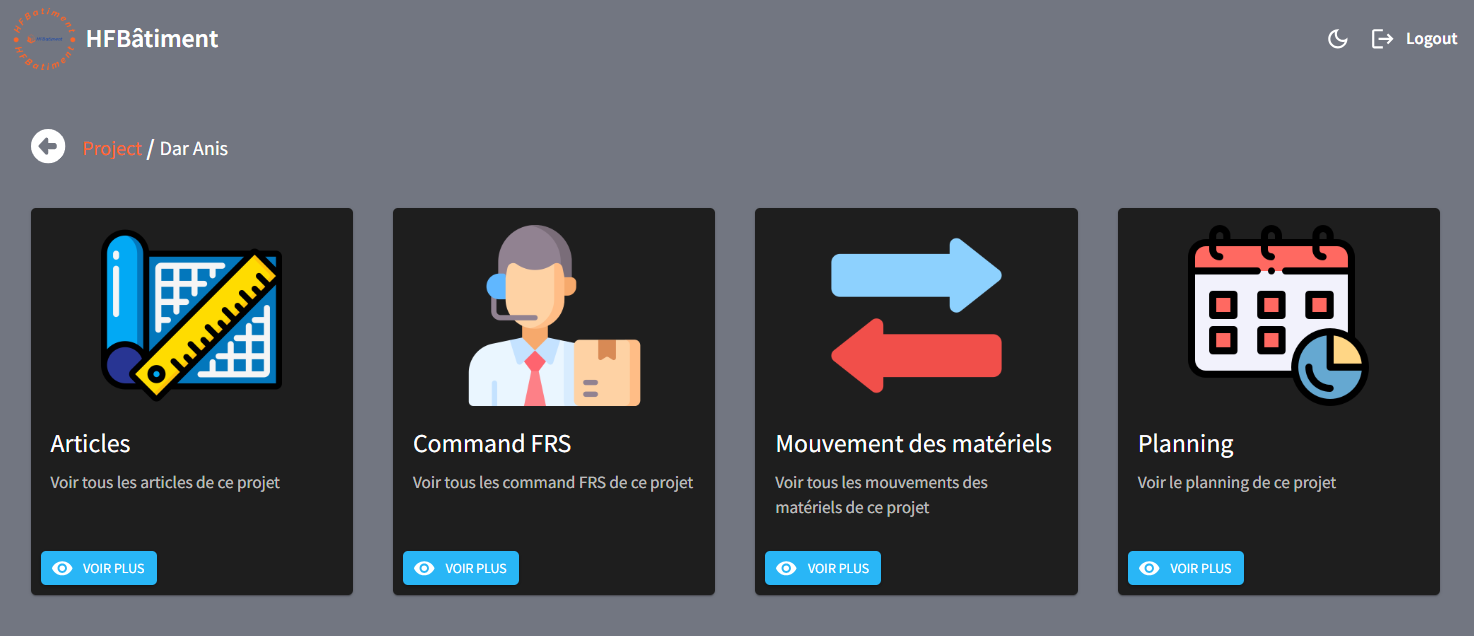 HFBatiment
HFBatiment
HFBâtiment
Logout
Project / Dar Anis
Articles
Voir tous les articles de ce projet
VOIR PLUS
Command FRS
Voir tous les command FRS de ce projet
VOIR PLUS
Mouvement des matériels
Voir tous les mouvements des
matériels de ce projet
VOIR PLUS
Planning
Voir le planning de ce projet
VOIR PLUS